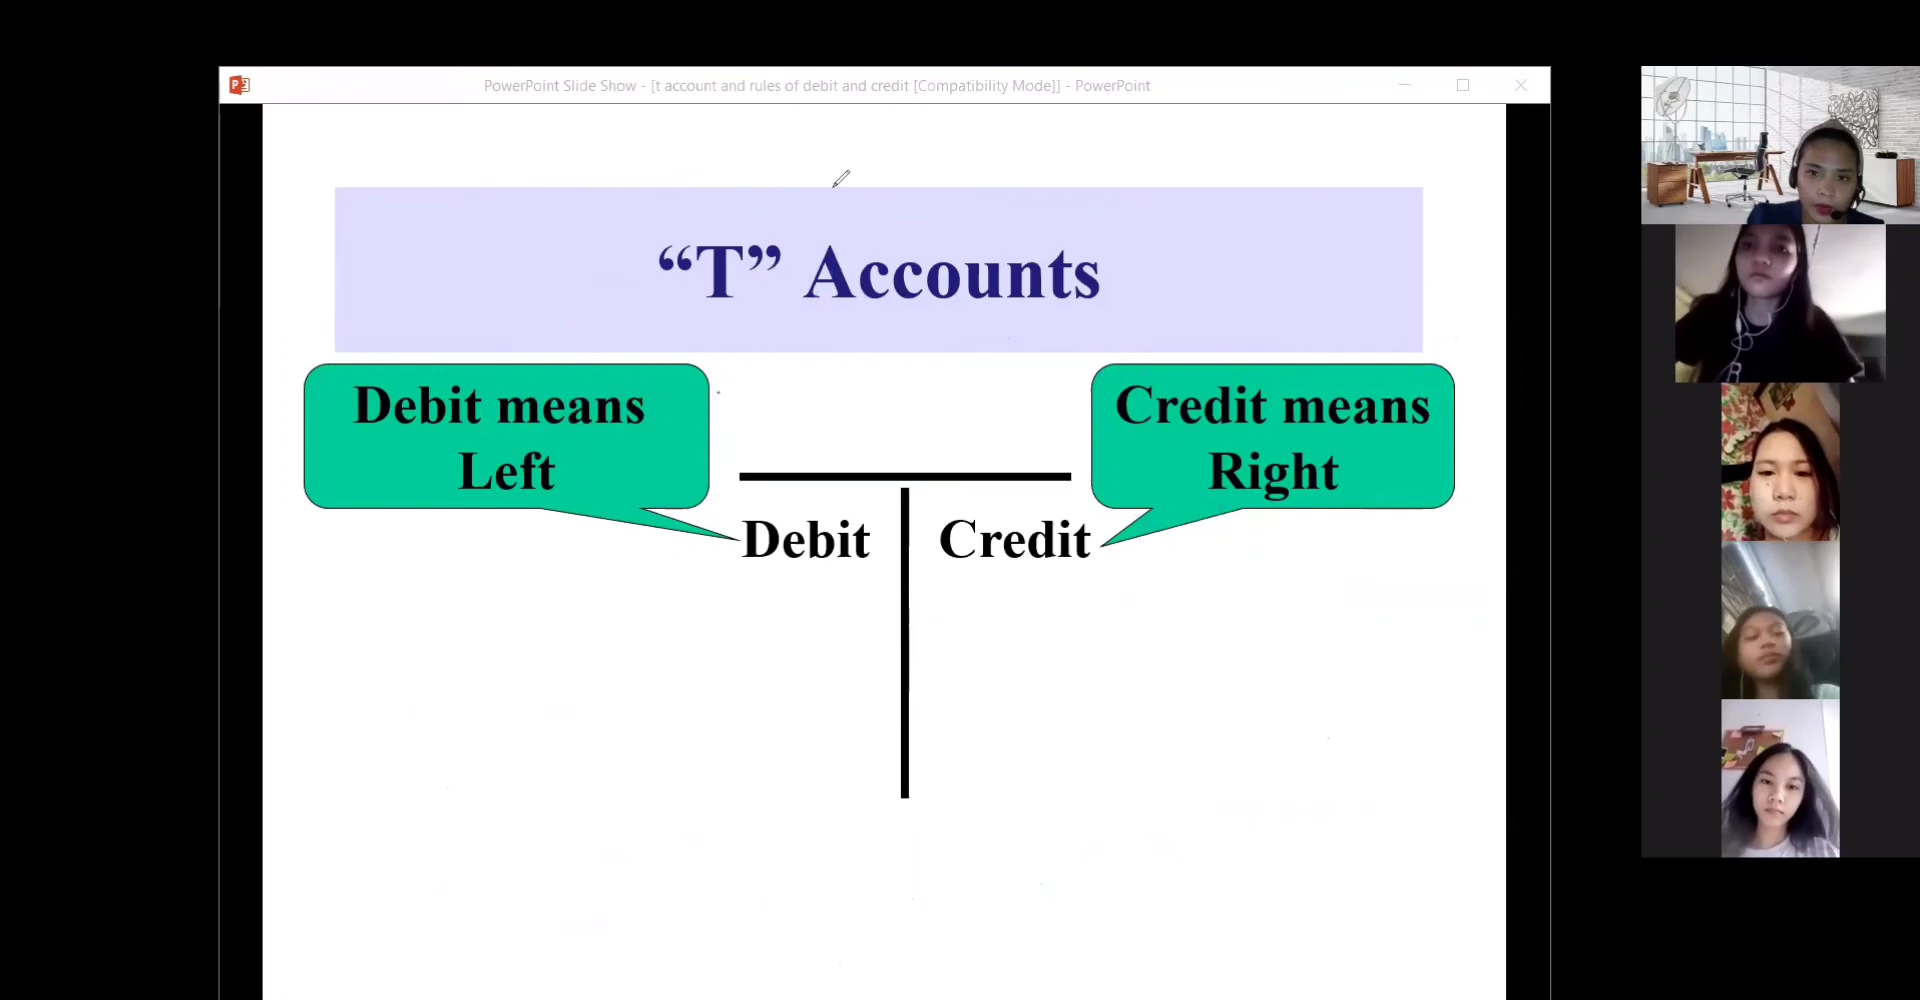 PowerPoint Slide Show - [t account and rules of debit and credit [Compatibility Mode]] - PowerPoint
“T” Accounts
Debit means
Left
Credit means
Right
Debit
Credit